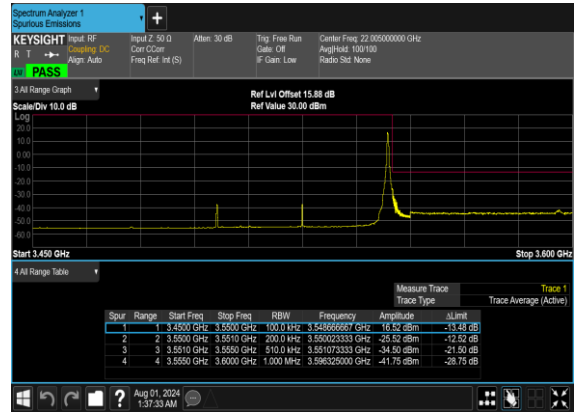 Spectrum Analyzer 1
Spurious Emissions
KEYSIGHT
R T
Input: RF
Coupling: DC
Align: Auto
Input Z: 50 Ω
Corr CCorr
Freq Ref: Int (S)
Atten: 30 dB
Trig: Free Run
Gate: Off
IF Gain: Low
Center Freq: 22.005000000 GHz
Avg|Hold: 100/100
Radio Std: None
LW PASS
3 All Range Graph
Scale/Div 10.0 dB
Ref Lvl Offset 15.88 dB
Ref Value 30.00 dBm
Log
20.0
10.0
0.00
-10.0
-20.0
-30.0
-40.0
-50.0
-60.0
Start 3.450 GHz
Stop 3.600 GHz
4 All Range Table
Measure Trace Trace 1
Trace Type Trace Average (Active)
Spur Range Start Freq Stop Freq RBW Frequency Amplitude ΔLimit
1 1 3.4500 GHz 3.5500 GHz 100.0 kHz 3.548666667 GHz 16.52 dBm -13.48 dB
2 2 3.5500 GHz 3.5510 GHz 200.0 kHz 3.550023333 GHz -25.52 dBm -12.52 dB
3 3 3.5510 GHz 3.5550 GHz 510.0 kHz 3.551073333 GHz -34.50 dBm -21.50 dB
4 4 3.5550 GHz 3.6000 GHz 1.000 MHz 3.596325000 GHz -41.75 dBm -28.75 dB
Aug 01, 2024
1:37:33 AM